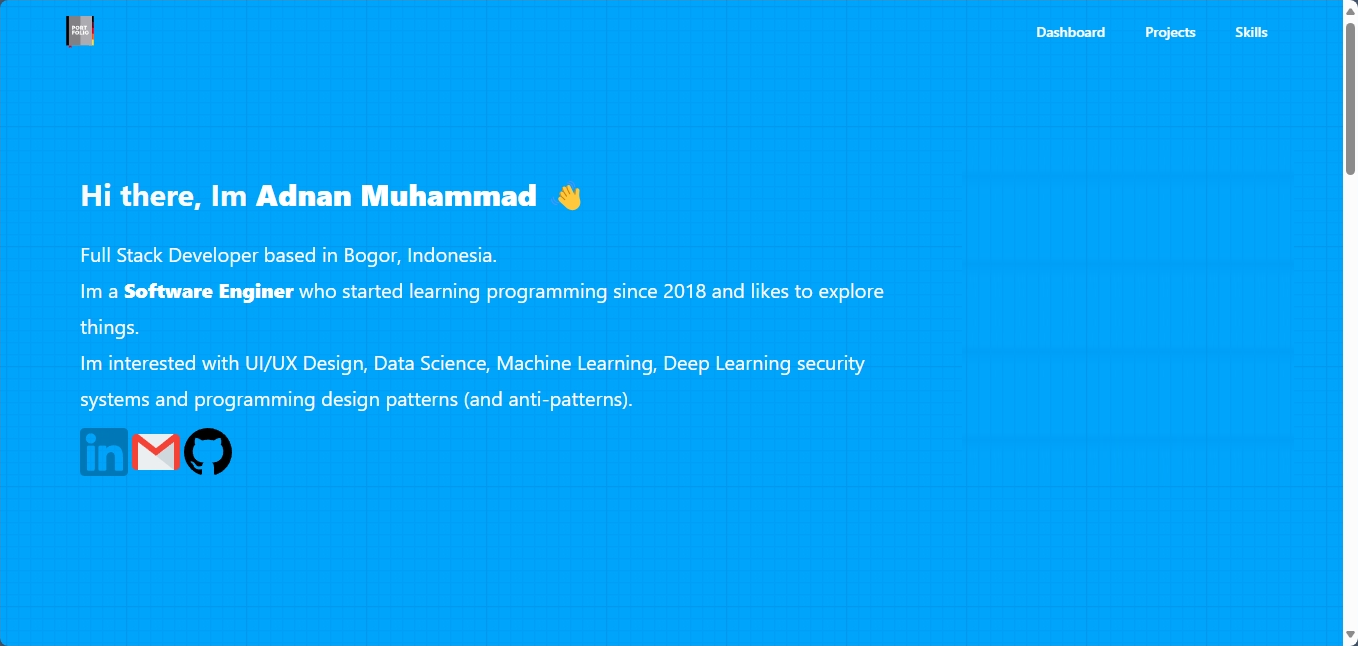 PORT
FOLIO
Dashboard Projects Skills
Hi there, Im Adnan Muhammad 👋
Full Stack Developer based in Bogor, Indonesia.
Im a Software Enginer who started learning programming since 2018 and likes to explore
things.
Im interested with UI/UX Design, Data Science, Machine Learning, Deep Learning security
systems and programming design patterns (and anti-patterns).
in